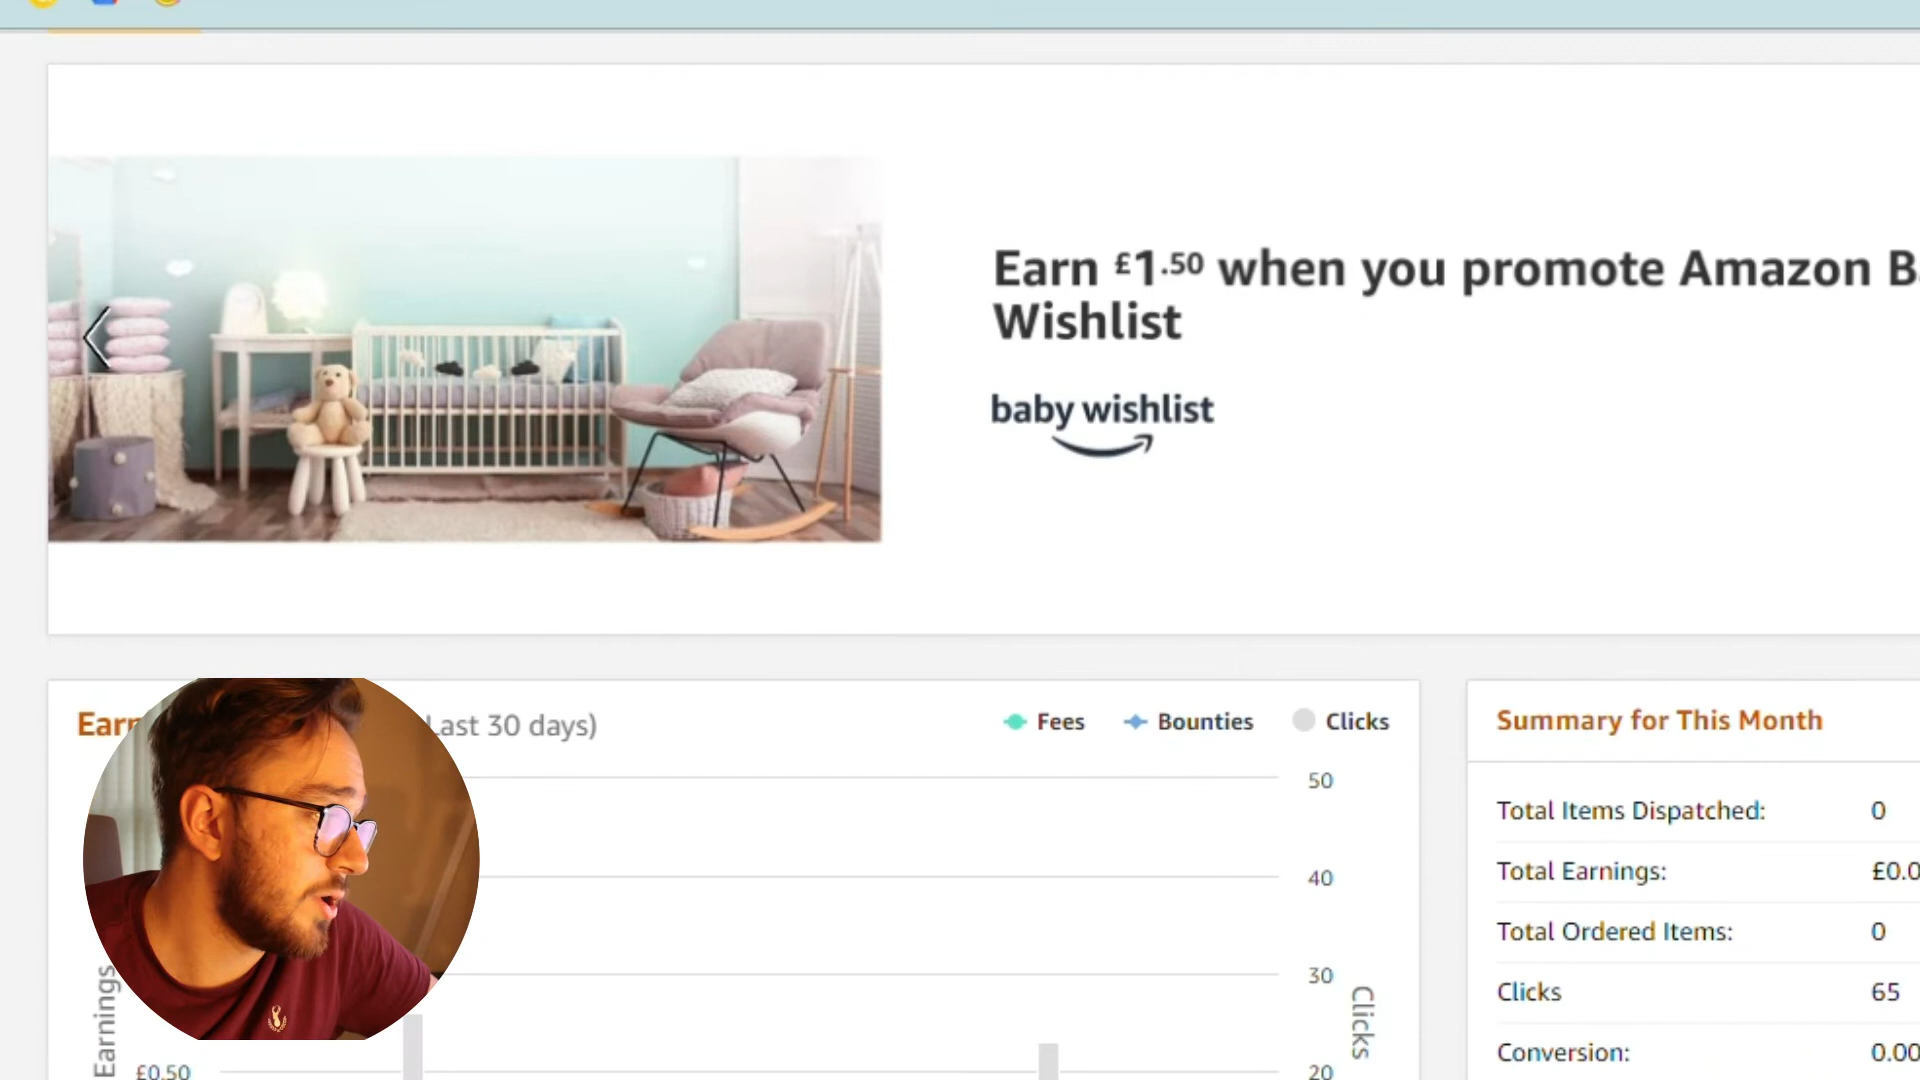 Earn £1.50 when you promote Amazon
Wishlist
baby wishlist
Last 30 days)
Fees
Bounties
Clicks
50
40
30
20
Clicks
Earnings
£0.50
Summary for This Month
Total Items Dispatched: 0
Total Earnings: £0.0
Total Ordered Items: 0
Clicks 65
Conversion: 0.00